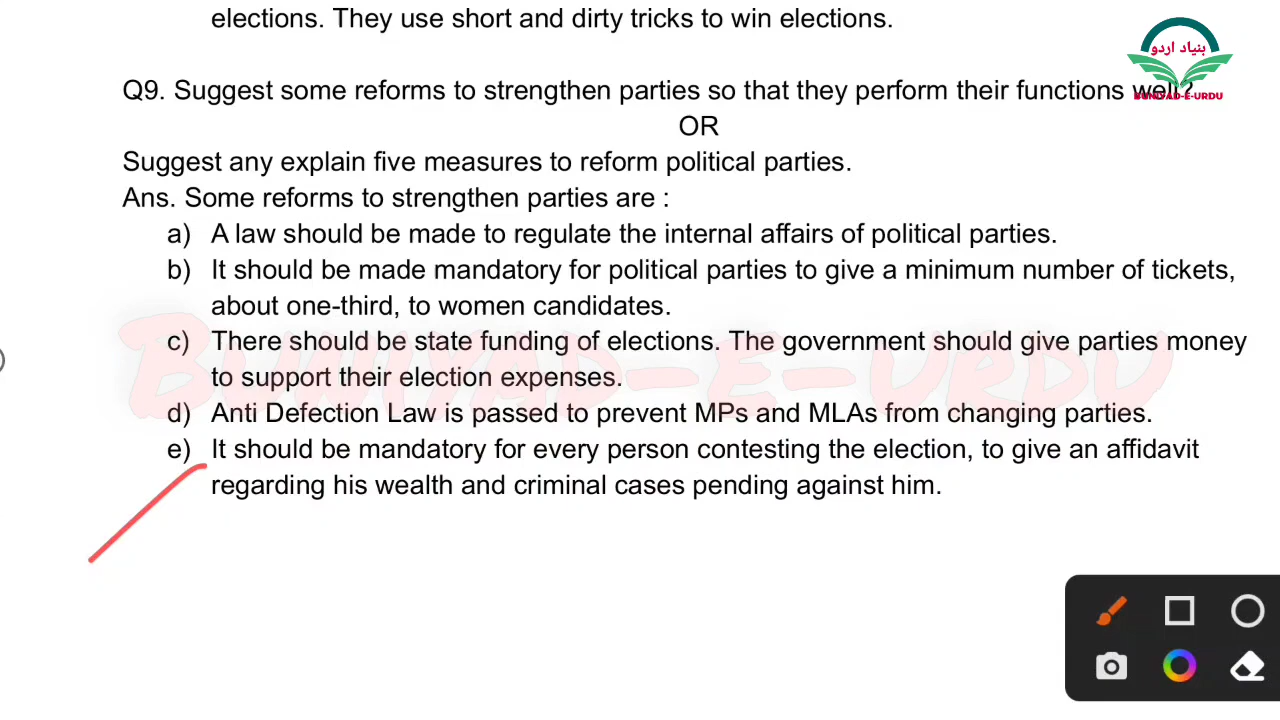 elections. They use short and dirty tricks to win elections.
بنیاد اردو
BUNIYAD-E-URDU
Q9. Suggest some reforms to strengthen parties so that they perform their functions well?
OR
Suggest any explain five measures to reform political parties.
Ans. Some reforms to strengthen parties are :
a) A law should be made to regulate the internal affairs of political parties.
b) It should be made mandatory for political parties to give a minimum number of tickets,
about one-third, to women candidates.
c) There should be state funding of elections. The government should give parties money
to support their election expenses.
BUNIYAD-E-URDU
d) Anti Defection Law is passed to prevent MPs and MLAs from changing parties.
e) It should be mandatory for every person contesting the election, to give an affidavit
regarding his wealth and criminal cases pending against him.